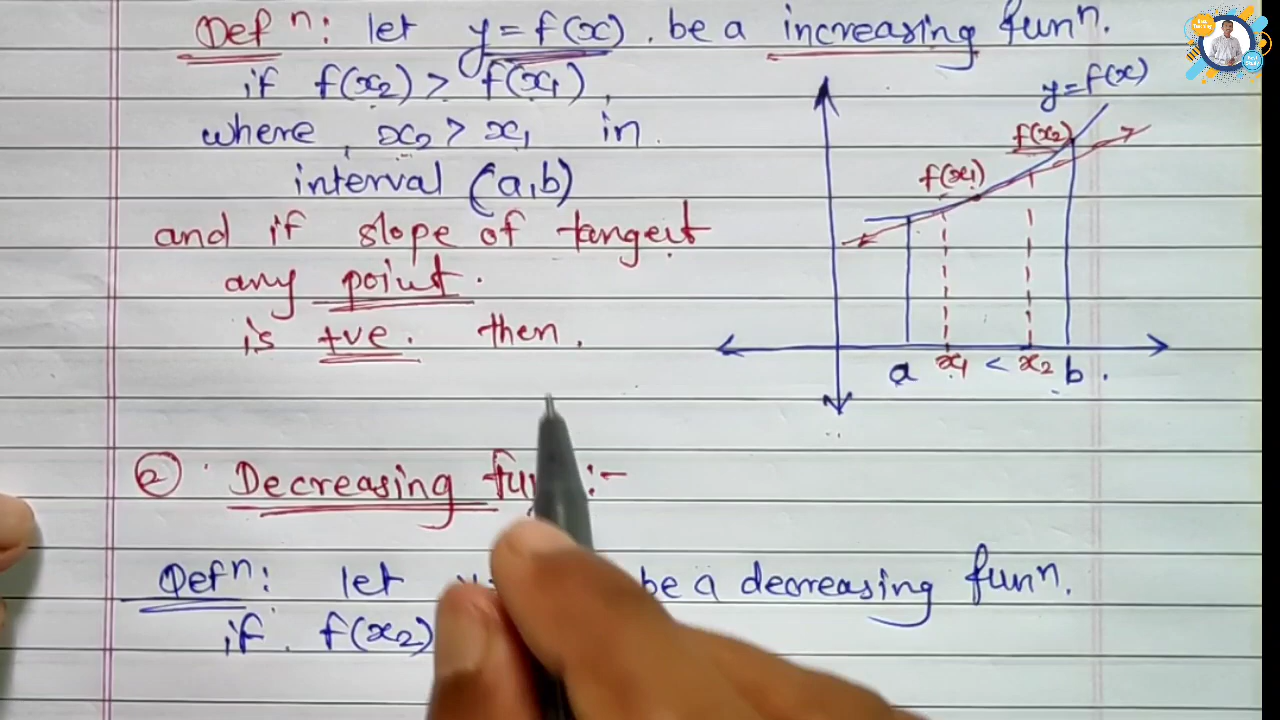 Defⁿ: let y=f(x). be a increasing funⁿ.
if f(x₂) > f(x₁),
where, x₂ > x₁ in.
interval (a,b)
and if slope of tangent
any point.
is +ve. then,
y=f(x)
f(x₂)
f(x₁)
a x₁ < x₂ b.
② Decreasing :-
Defⁿ: let be a decreasing funⁿ.
if. f(x₂)